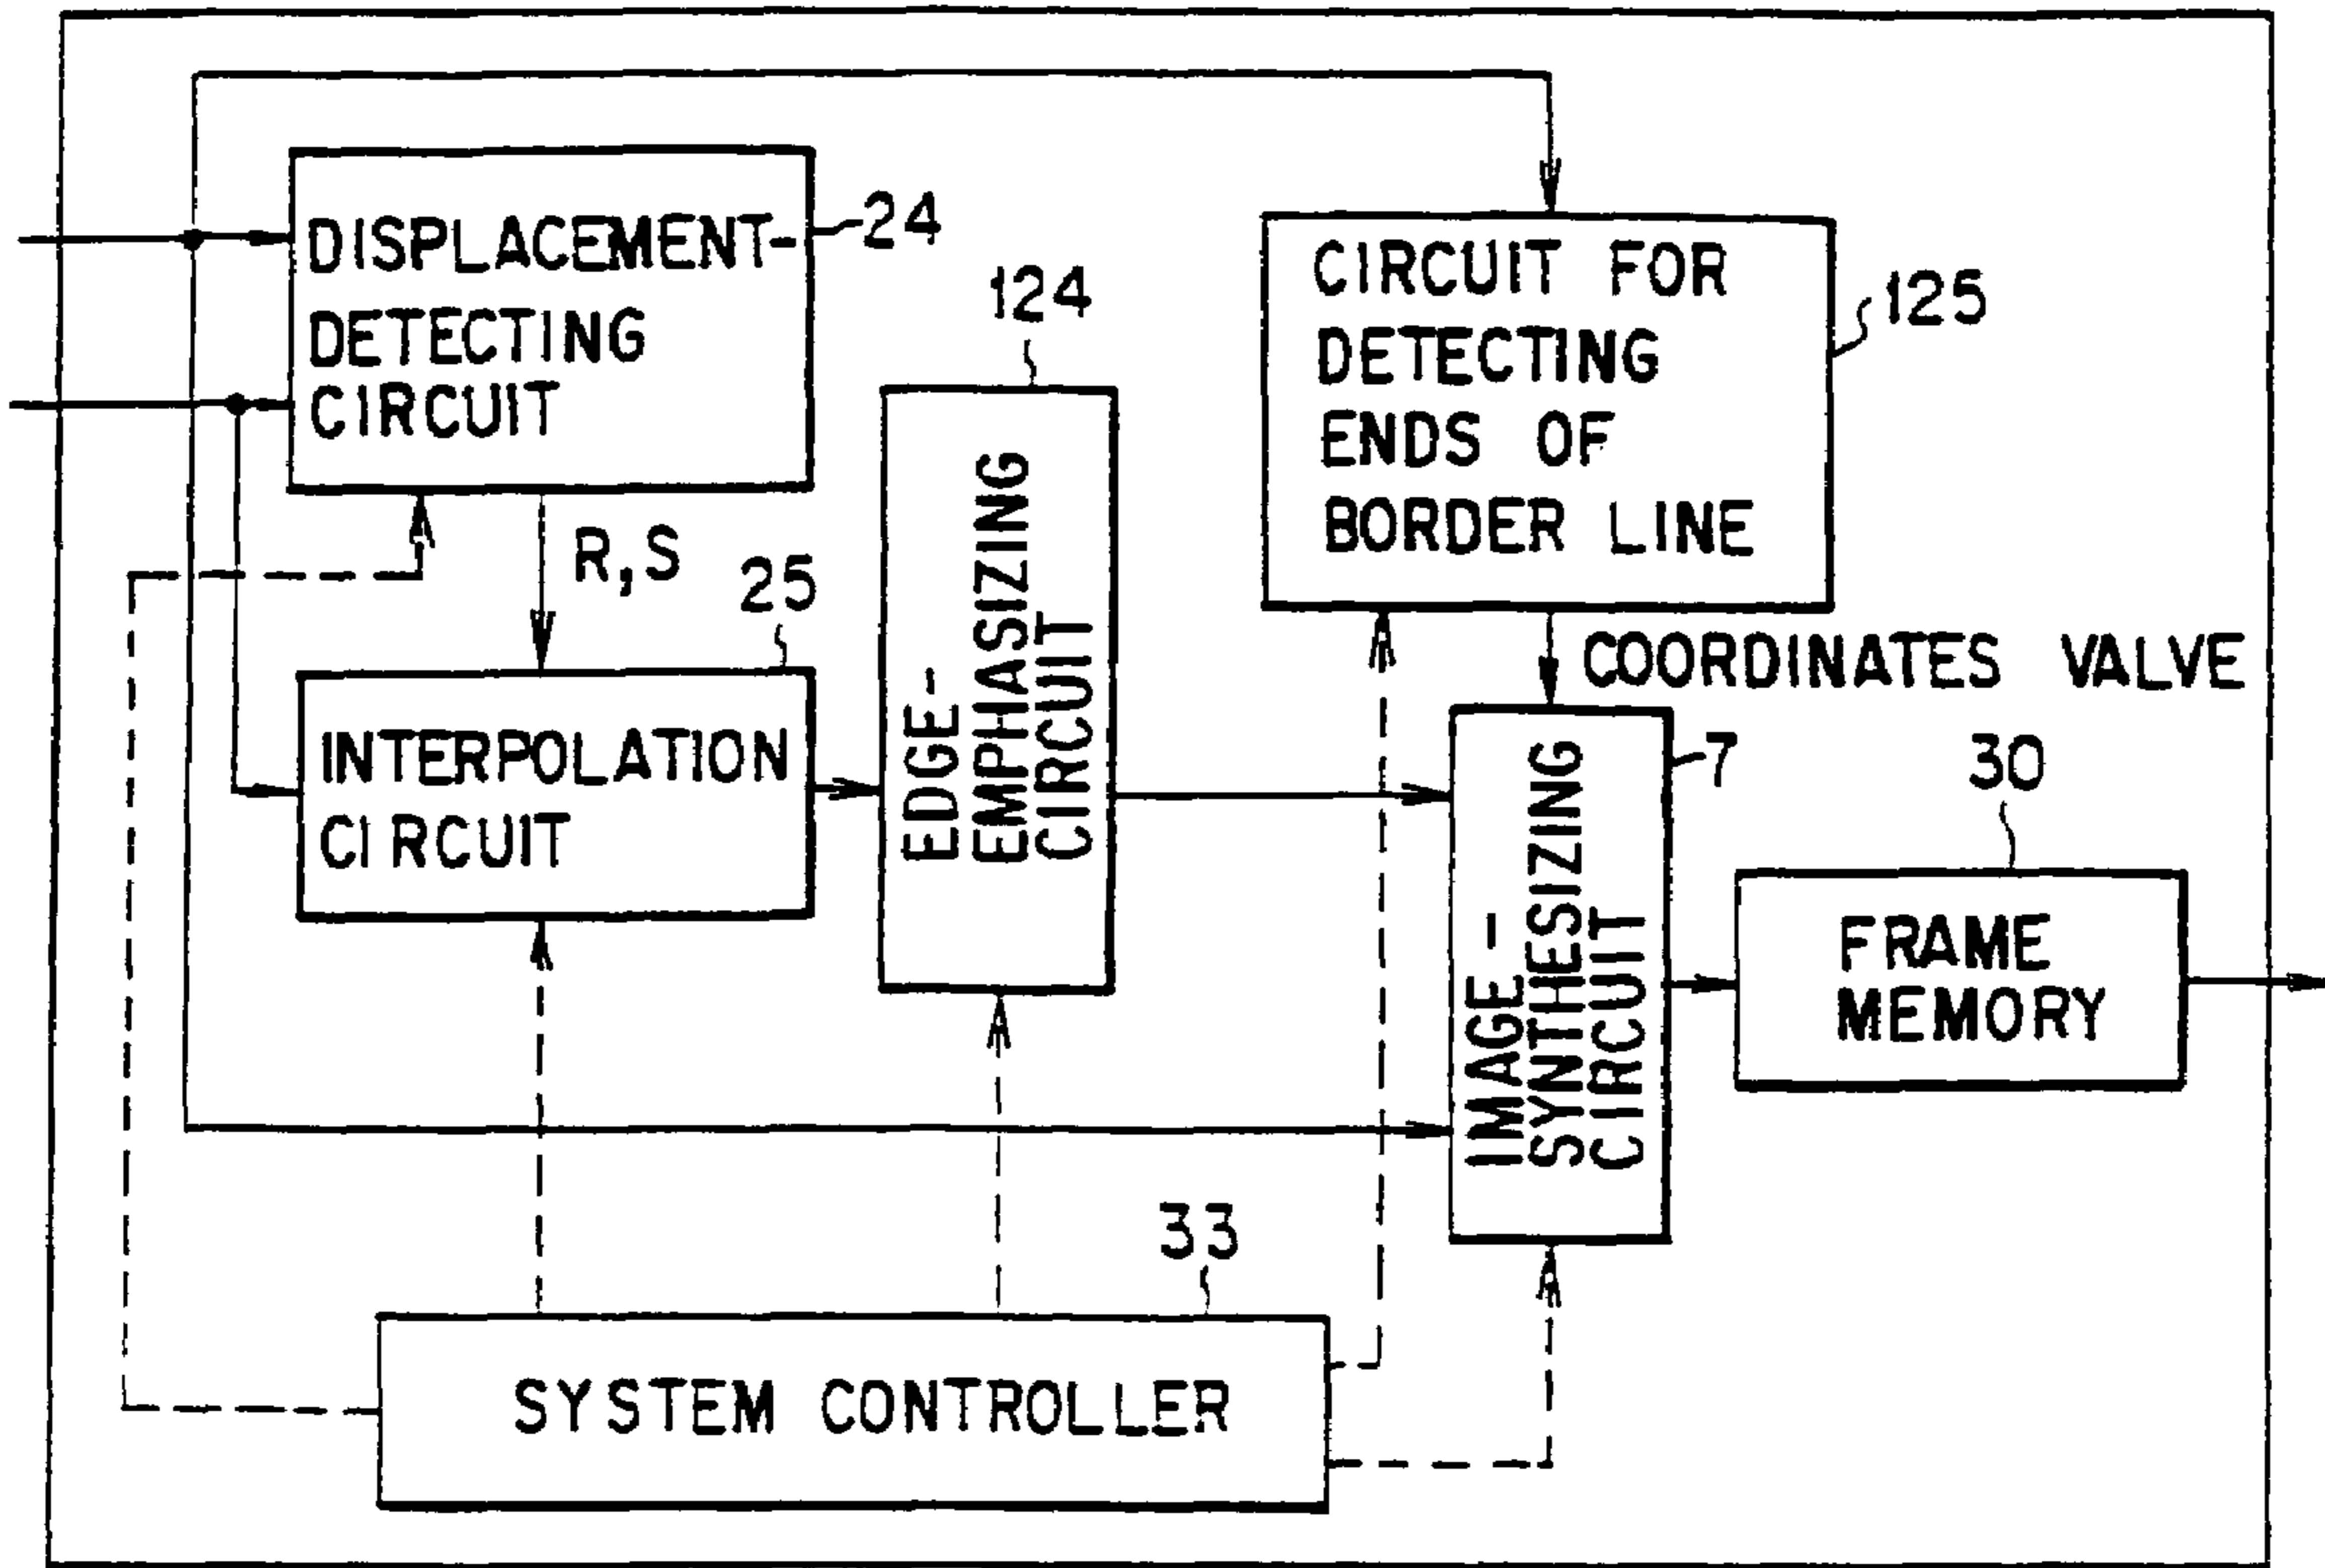 DISPLACEMENT-
DETECTING
CIRCUIT
24
R,S
25
INTERPOLATION
CIRCUIT
124
EDGE-
EMPHASIZING
CIRCUIT
CIRCUIT FOR
DETECTING
ENDS OF
BORDER LINE
125
COORDINATES VALVE
7
IMAGE-
SYNTHESIZING
CIRCUIT
30
FRAME
MEMORY
33
SYSTEM CONTROLLER